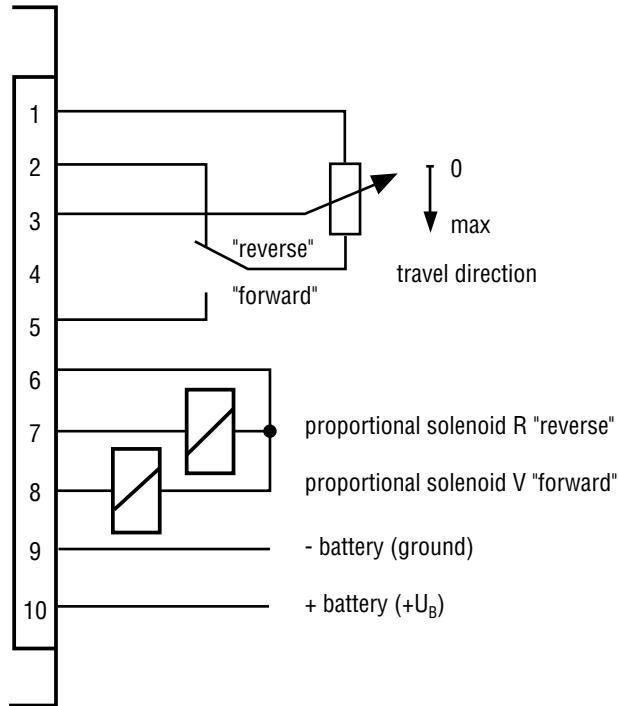 1
2
0
3
max
"reverse"
4
travel direction
"forward"
5
6
7
proportional solenoid R "reverse"
8
proportional solenoid V "forward"
9
- battery (ground)
10
+ battery (+U_B)